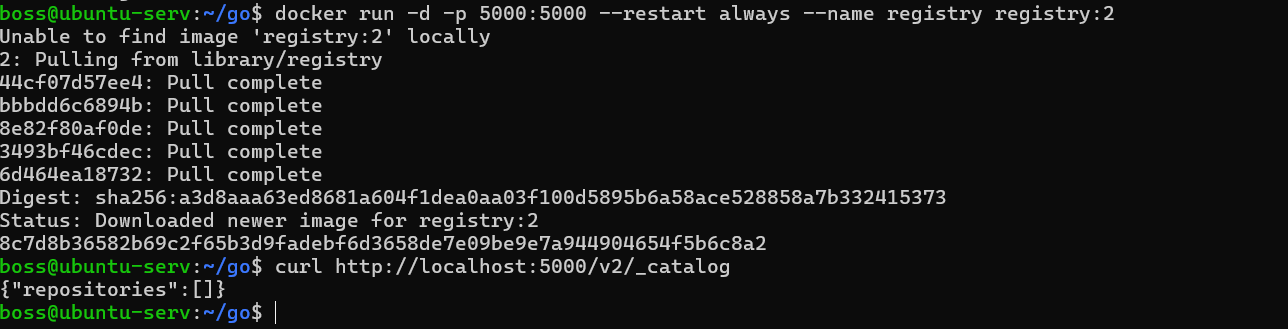 boss@ubuntu-serv:~/go$ docker run -d -p 5000:5000 --restart always --name registry registry:2
Unable to find image 'registry:2' locally
2: Pulling from library/registry
44cf07d57ee4: Pull complete
bbbdd6c6894b: Pull complete
8e82f80af0de: Pull complete
3493bf46cdec: Pull complete
6d464ea18732: Pull complete
Digest: sha256:a3d8aaa63ed8681a604f1dea0aa03f100d5895b6a58ace528858a7b332415373
Status: Downloaded newer image for registry:2
8c7d8b36582b69c2f65b3d9fadebf6d3658de7e09be9e7a944904654f5b6c8a2
boss@ubuntu-serv:~/go$ curl http://localhost:5000/v2/_catalog
{"repositories":[]}
boss@ubuntu-serv:~/go$